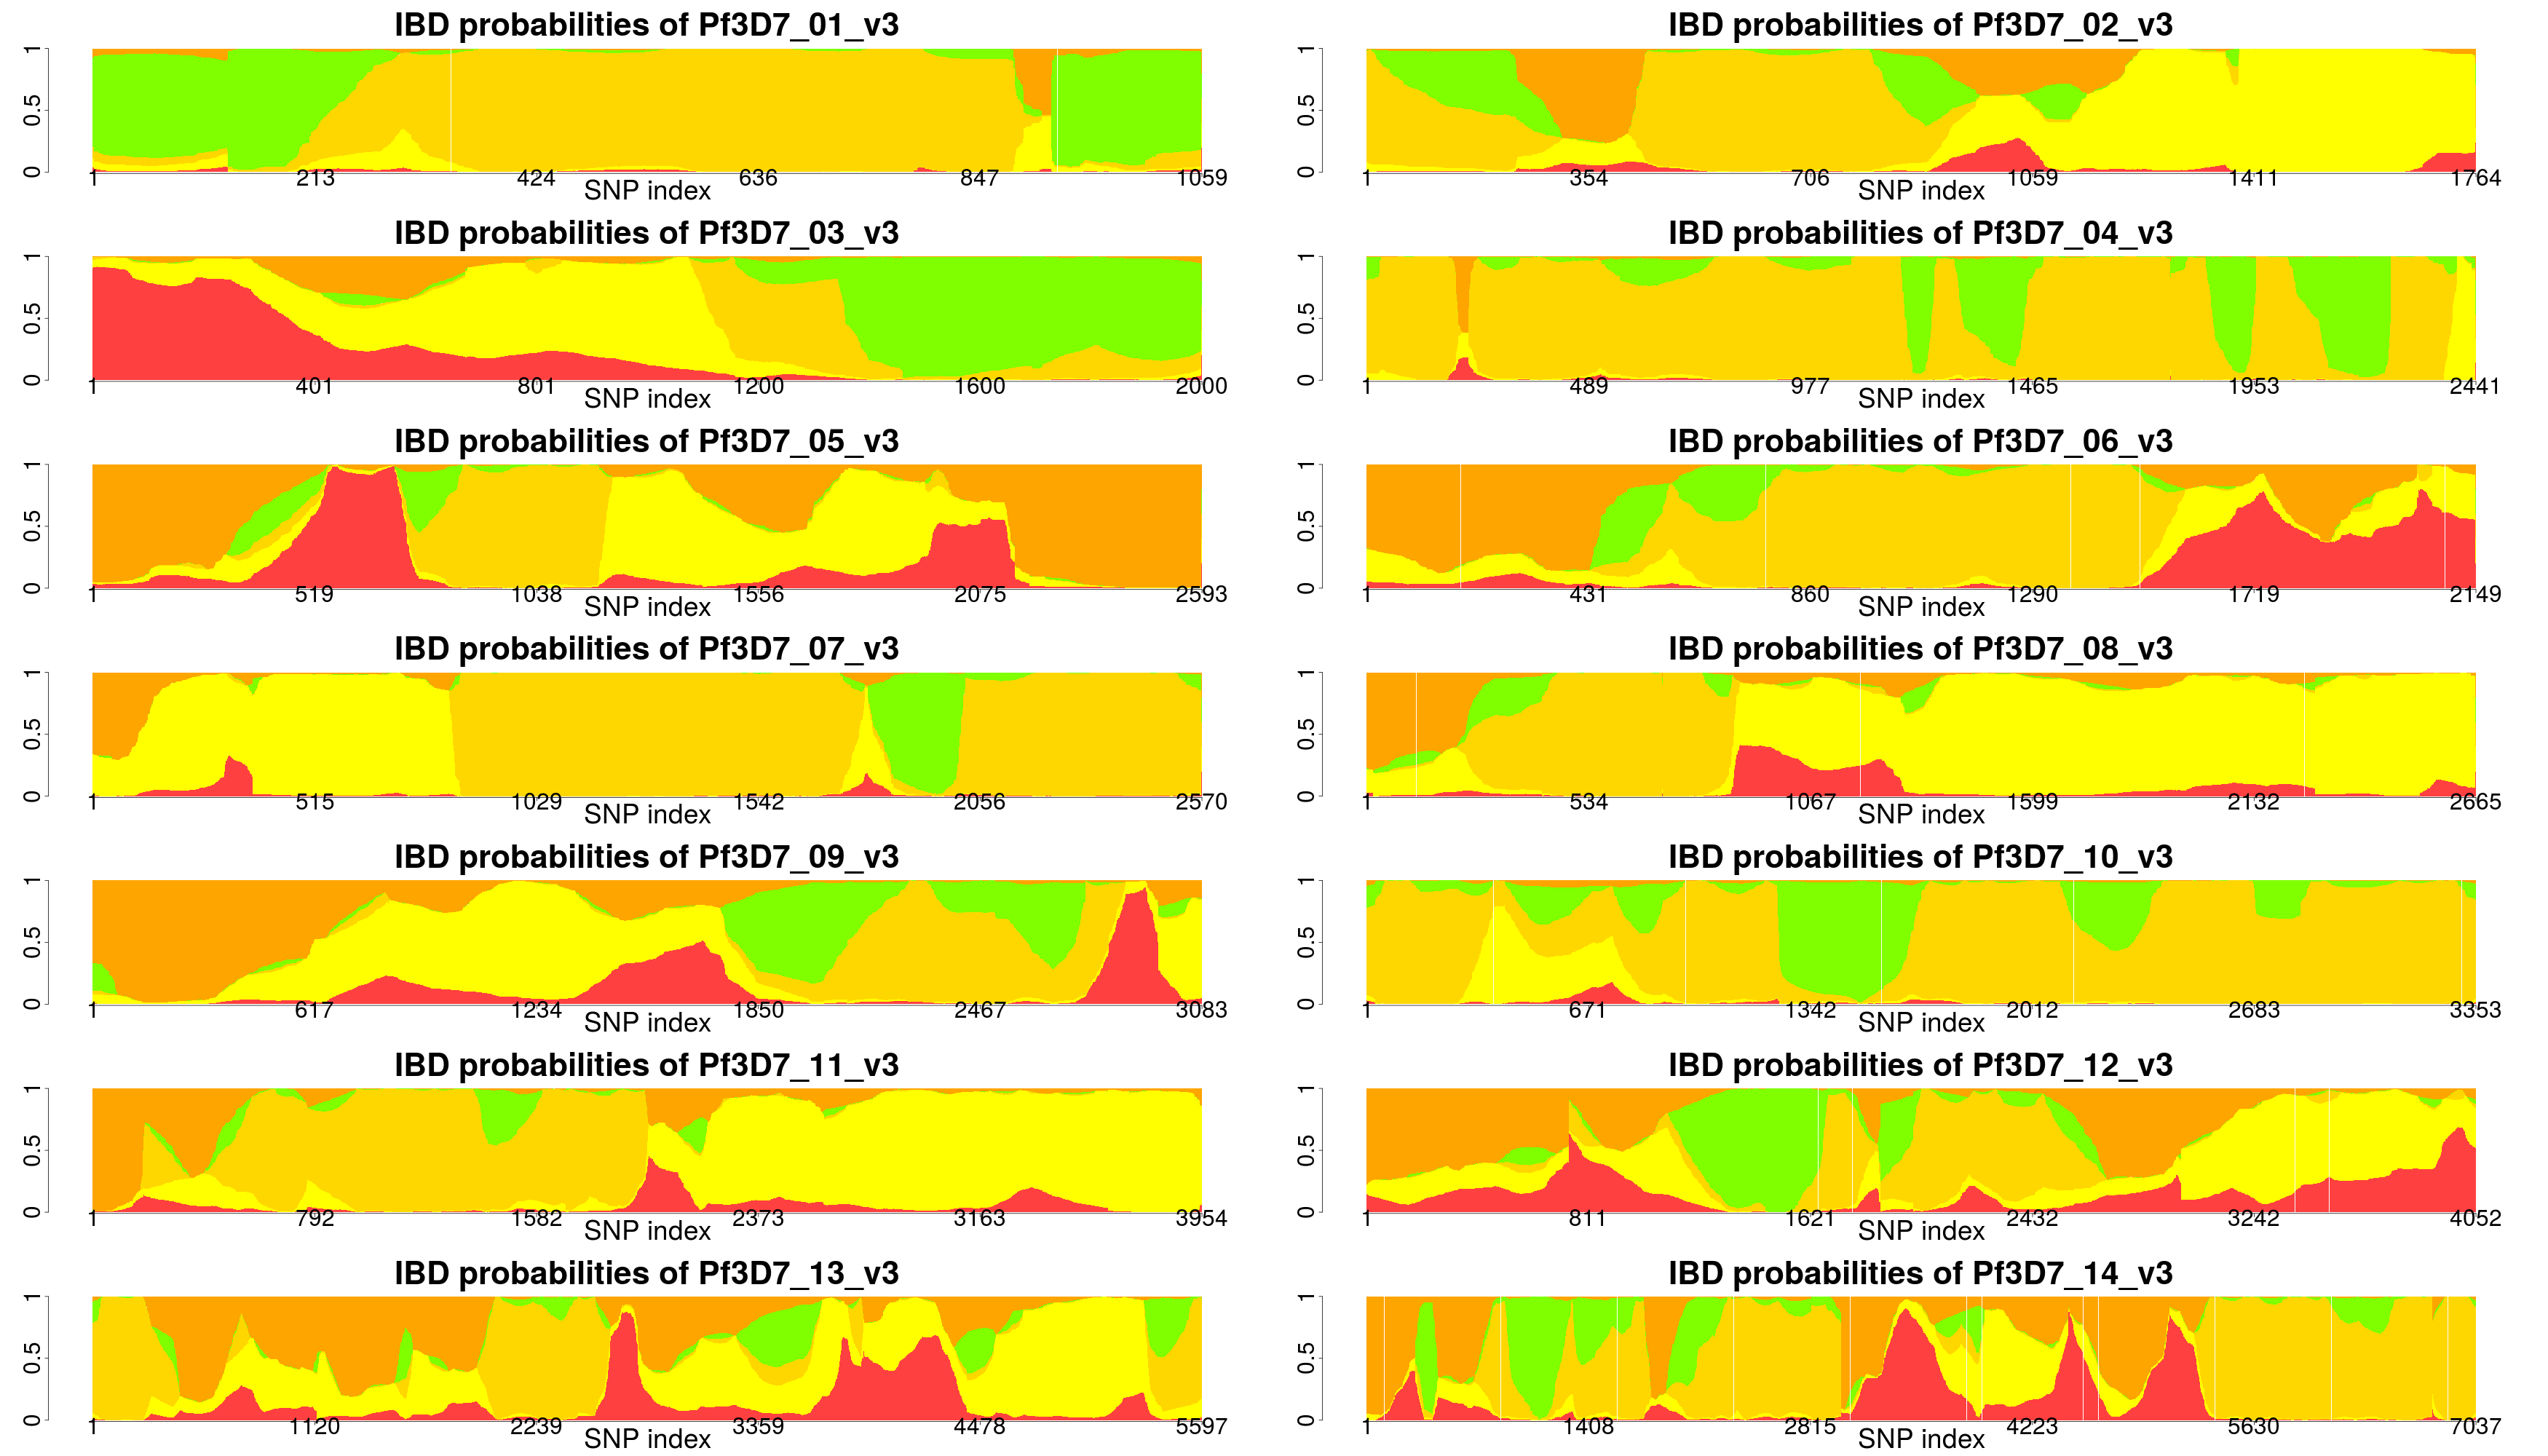 IBD probabilities of Pf3D7_01_v3
0 0.5 1
1 213 424 636 847 1059
SNP index
IBD probabilities of Pf3D7_02_v3
0 0.5 1
1 354 706 1059 1411 1764
SNP index
IBD probabilities of Pf3D7_03_v3
0 0.5 1
1 401 801 1200 1600 2000
SNP index
IBD probabilities of Pf3D7_04_v3
0 0.5 1
1 489 977 1465 1953 2441
SNP index
IBD probabilities of Pf3D7_05_v3
0 0.5 1
1 519 1038 1556 2075 2593
SNP index
IBD probabilities of Pf3D7_06_v3
0 0.5 1
1 431 860 1290 1719 2149
SNP index
IBD probabilities of Pf3D7_07_v3
0 0.5 1
1 515 1029 1542 2056 2570
SNP index
IBD probabilities of Pf3D7_08_v3
0 0.5 1
1 534 1067 1599 2132 2665
SNP index
IBD probabilities of Pf3D7_09_v3
0 0.5 1
1 617 1234 1850 2467 3083
SNP index
IBD probabilities of Pf3D7_10_v3
0 0.5 1
1 671 1342 2012 2683 3353
SNP index
IBD probabilities of Pf3D7_11_v3
0 0.5 1
1 792 1582 2373 3163 3954
SNP index
IBD probabilities of Pf3D7_12_v3
0 0.5 1
1 811 1621 2432 3242 4052
SNP index
IBD probabilities of Pf3D7_13_v3
0 0.5 1
1 1120 2239 3359 4478 5597
SNP index
IBD probabilities of Pf3D7_14_v3
0 0.5 1
1 1408 2815 4223 5630 7037
SNP index